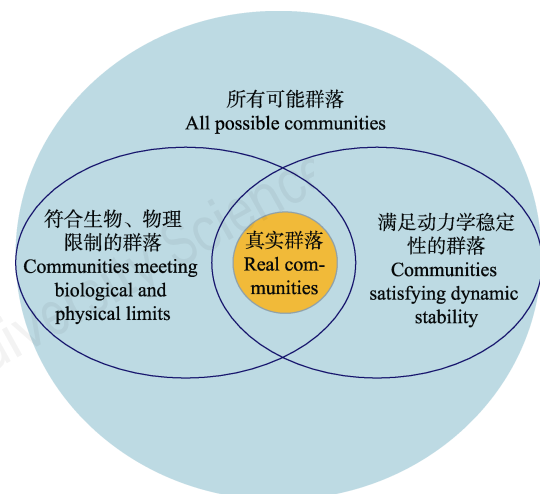 所有可能群落
All possible communities
符合生物、物理
限制的群落
Communities meeting
biological and
physical limits
真实群落
Real com-
munities
满足动力学稳定
性的群落
Communities
satisfying dynamic
stability
iversity Science